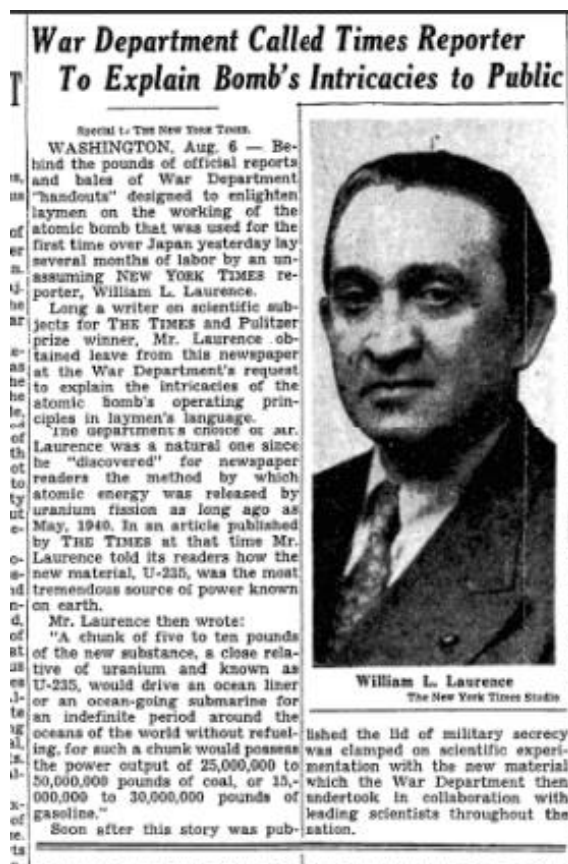 War Department Called Times Reporter
To Explain Bomb's Intricacies to Public
Special to THE NEW YORK TIMES.
WASHINGTON, Aug. 6 — Be-
hind the pounds of official reports
and bales of War Department
"handouts" designed to enlighten
laymen on the working of the
atomic bomb that was used for the
first time over Japan yesterday lay
several months of labor by an un-
assuming NEW YORK TIMES re-
porter, William L. Laurence.
Long a writer on scientific sub-
jects for THE TIMES and Pulitzer
prize winner, Mr. Laurence ob-
tained leave from this newspaper
at the War Department's request
to explain the intricacies of the
atomic bomb's operating prin-
ciples in laymen's language.
The department's choice of Mr.
Laurence was a natural one since
he "discovered" for newspaper
readers the method by which
atomic energy was released by
uranium fission as long ago as
May, 1940. In an article published
by THE TIMES at that time Mr.
Laurence told its readers how the
new material, U-235, was the most
tremendous source of power known
on earth.
Mr. Laurence then wrote:
"A chunk of five to ten pounds
of the new substance, a close rela-
tive of uranium and known as
U-235, would drive an ocean liner
or an ocean-going submarine for
an indefinite period around the
oceans of the world without refuel-
ing, for such a chunk would possess
the power output of 25,000,000 to
50,000,000 pounds of coal, or 15,-
000,000 to 30,000,000 pounds of
gasoline."
Soon after this story was pub-
William L. Laurence
The New York Times Studio
lished the lid of military secrecy
was clamped on scientific experi-
mentation with the new material
which the War Department then
undertook in collaboration with
leading scientists throughout the
nation.